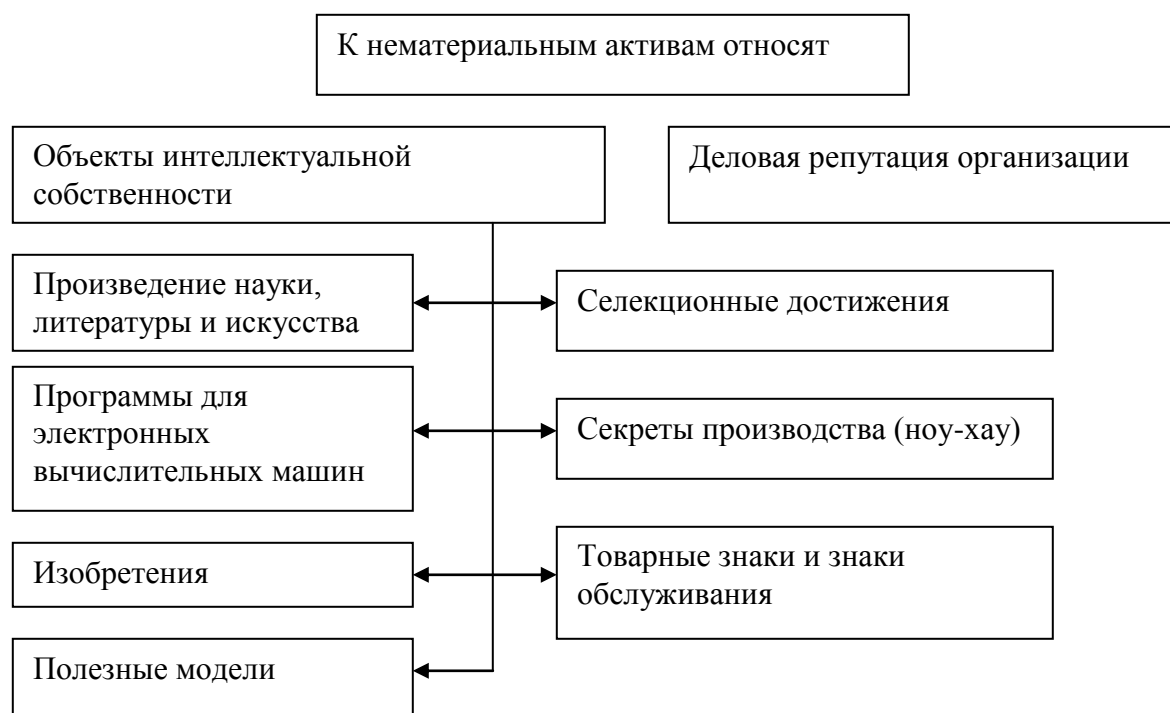 К нематериальным активам относят
Объекты интеллектуальной
собственности
Деловая репутация организации
Произведение науки,
литературы и искусства
Селекционные достижения
Программы для
электронных
вычислительных машин
Секреты производства (ноу-хау)
Изобретения
Товарные знаки и знаки
обслуживания
Полезные модели